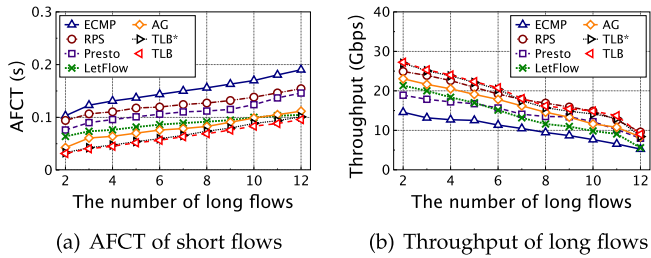 ECMP AG
RPS TLB*
Presto TLB
LetFlow
AFCT (s)
0.3
0.2
0.1
0
2 4 6 8 10 12
The number of long flows
(a) AFCT of short flows
ECMP AG
RPS TLB*
Presto TLB
LetFlow
Throughput (Gbps)
40
30
20
10
0
2 4 6 8 10 12
The number of long flows
(b) Throughput of long flows